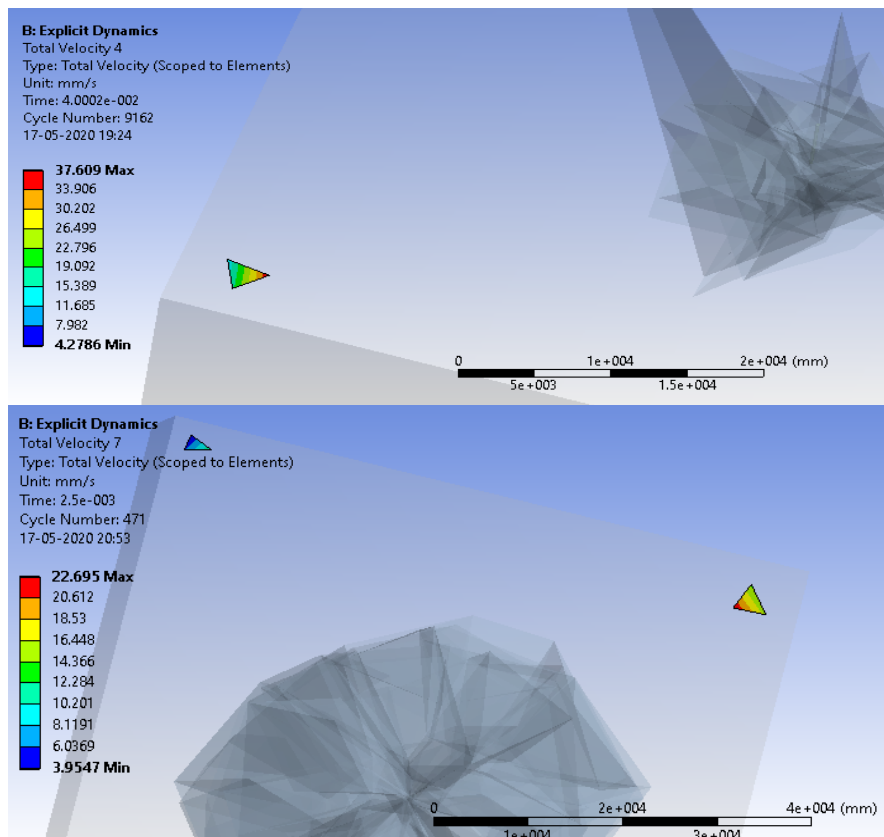 B: Explicit Dynamics
Total Velocity 4
Type: Total Velocity (Scoped to Elements)
Unit: mm/s
Time: 4.0002e-002
Cycle Number: 9162
17-05-2020 19:24
37.609 Max
33.906
30.202
26.499
22.796
19.092
15.389
11.685
7.982
4.2786 Min
0 1e+004 2e+004 (mm)
5e+003 1.5e+004
B: Explicit Dynamics
Total Velocity 7
Type: Total Velocity (Scoped to Elements)
Unit: mm/s
Time: 2.5e-003
Cycle Number: 471
17-05-2020 20:53
22.695 Max
20.612
18.53
16.448
14.366
12.284
10.201
8.1191
6.0369
3.9547 Min
0 2e+004 4e+004 (mm)
1e+004 3e+004